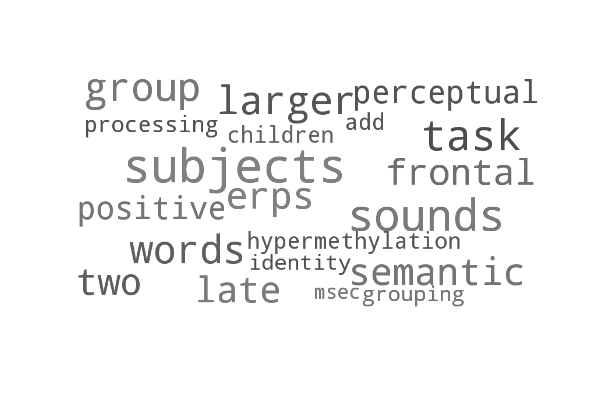 group larger perceptual
processing children add task
subjects frontal
positive erps sounds
words hypermethylation
two identity semantic
late msec grouping